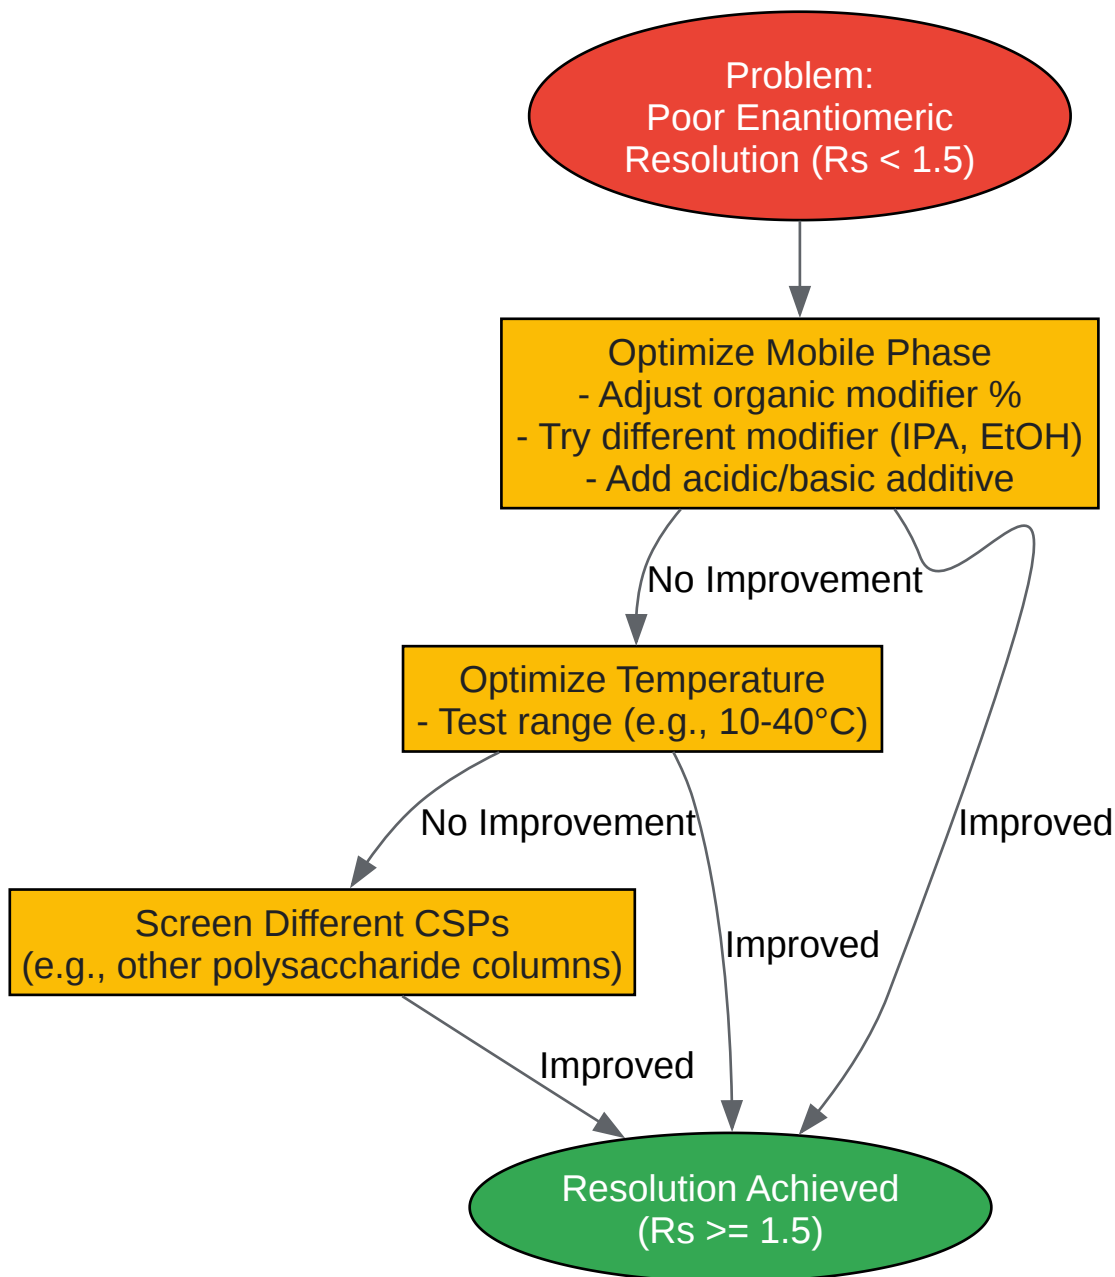 Problem:
Poor Enantiomeric
Resolution (Rs < 1.5)
Optimize Mobile Phase
- Adjust organic modifier %
- Try different modifier (IPA, EtOH)
- Add acidic/basic additive
No Improvement
Optimize Temperature
- Test range (e.g., 10-40°C)
No Improvement
Improved
Screen Different CSPs
(e.g., other polysaccharide columns)
Improved
Improved
Resolution Achieved
(Rs >= 1.5)